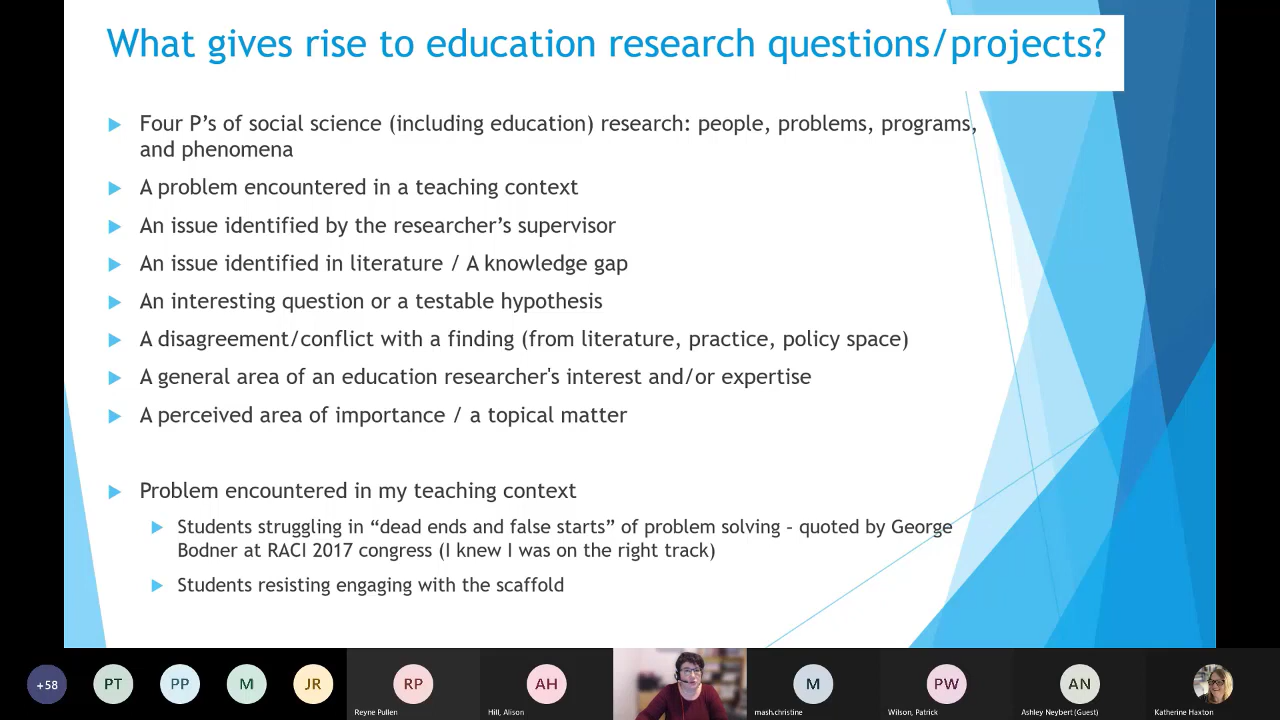 What gives rise to education research questions/projects?
Four P’s of social science (including education) research: people, problems, programs,
and phenomena
A problem encountered in a teaching context
An issue identified by the researcher’s supervisor
An issue identified in literature / A knowledge gap
An interesting question or a testable hypothesis
A disagreement/conflict with a finding (from literature, practice, policy space)
A general area of an education researcher's interest and/or expertise
A perceived area of importance / a topical matter
Problem encountered in my teaching context
Students struggling in “dead ends and false starts” of problem solving – quoted by George
Bodner at RACI 2017 congress (I knew I was on the right track)
Students resisting engaging with the scaffold
+58 PT PP M JR RP AH M PW AN
Reyne Pullen Hill, Alison mash.christine Wilson, Patrick Ashley Neybert (Guest) Katherine Haxton